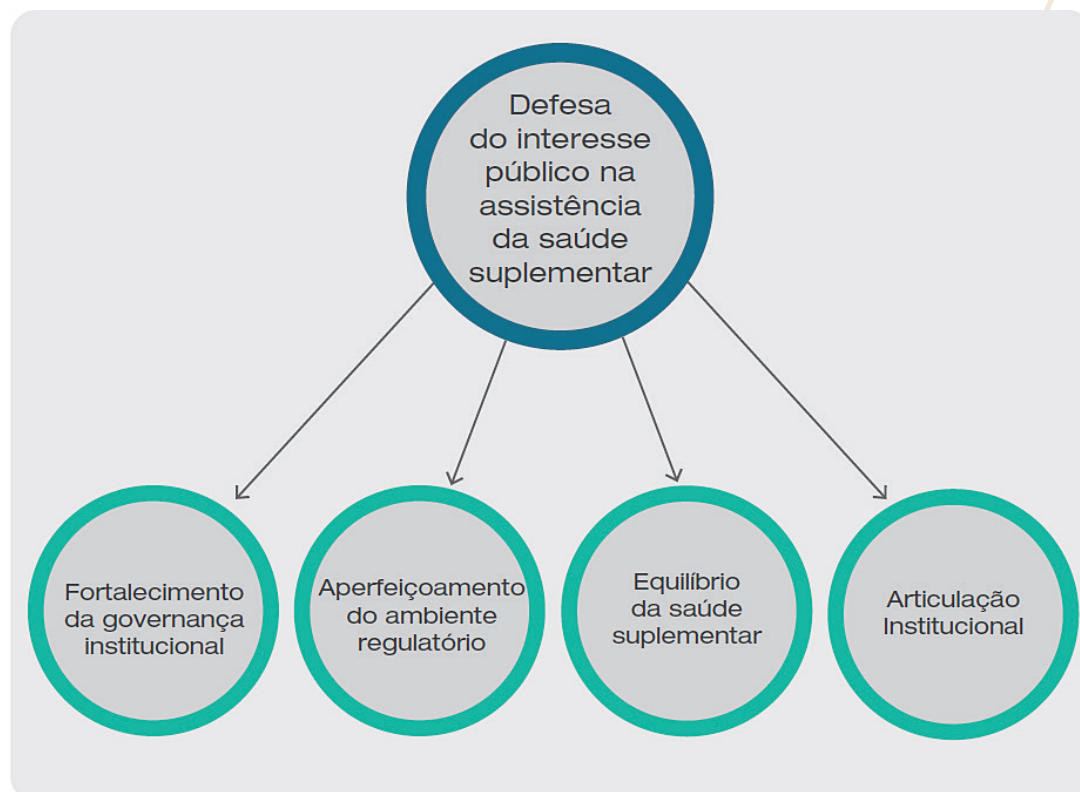 Defesa
do interesse
público na
assistência
da saúde
suplementar
Fortalecimento
da governança
institucional
Aperfeiçoamento
do ambiente
regulatório
Equilíbrio
da saúde
suplementar
Articulação
Institucional